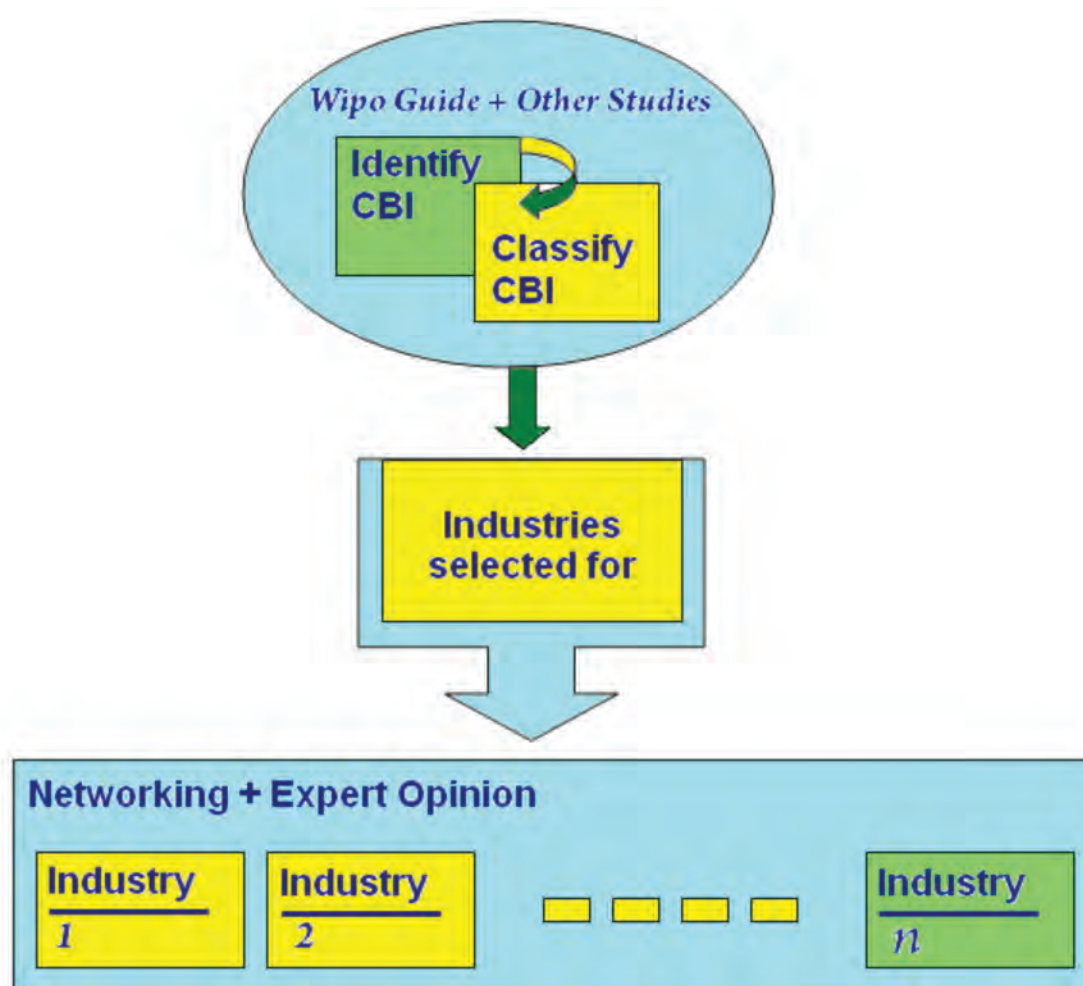 Wipo Guide + Other Studies
Identify
CBI
Classify
CBI
Industries
selected for
Networking + Expert Opinion
Industry
1
Industry
2
Industry
n